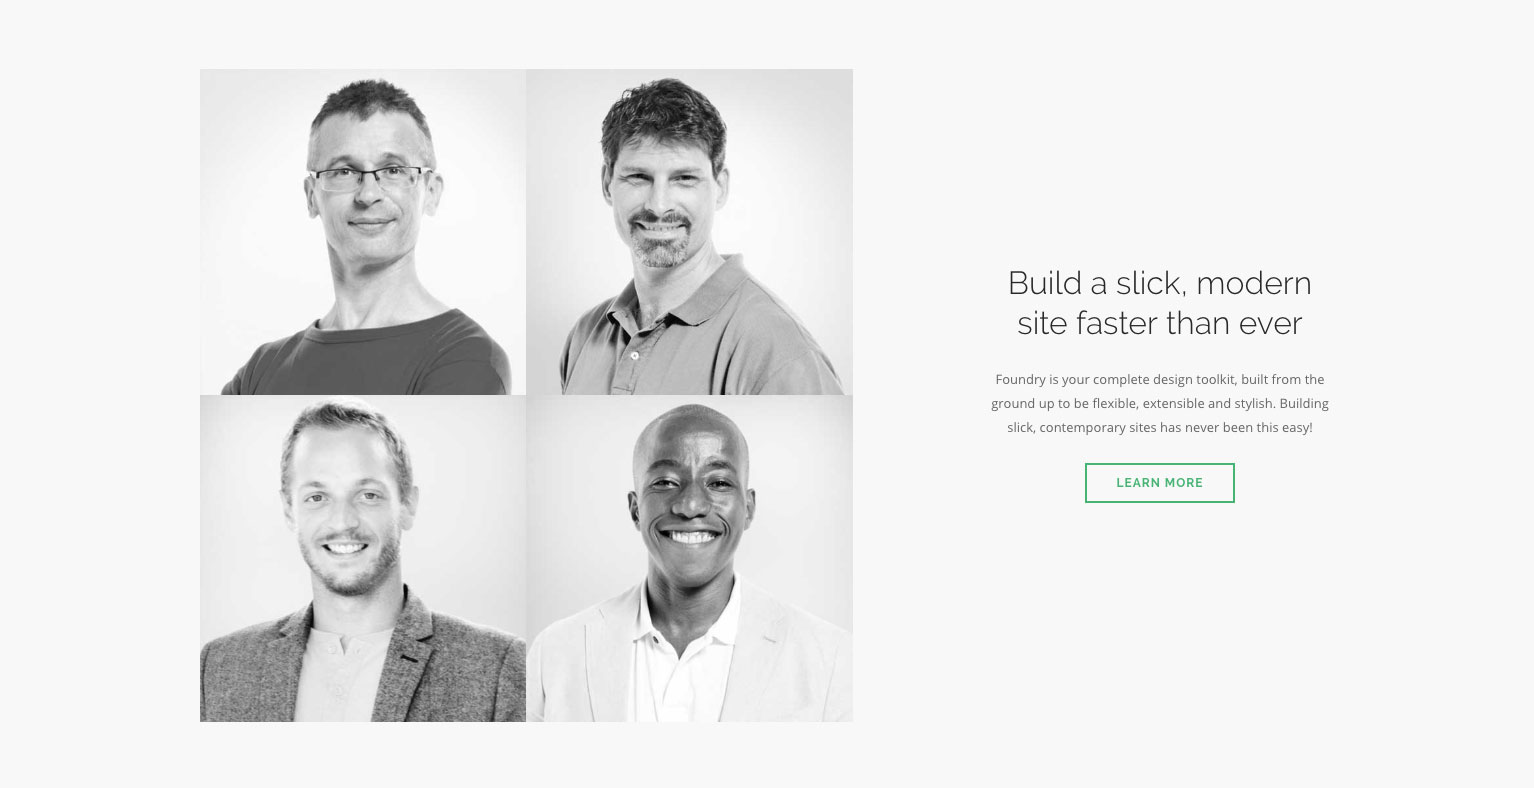 Build a slick, modern
site faster than ever
Foundry is your complete design toolkit, built from the
ground up to be flexible, extensible and stylish. Building
slick, contemporary sites has never been this easy!
LEARN MORE